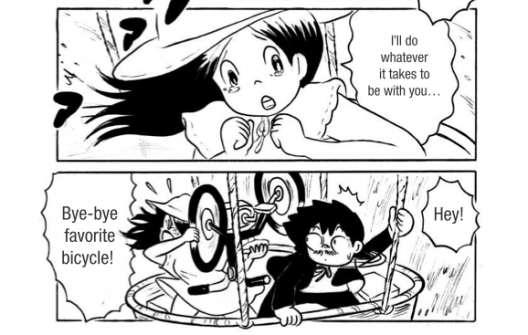 I'll do
whatever
it takes to
be with you...
Bye-bye
favorite
bicycle!
Hey!